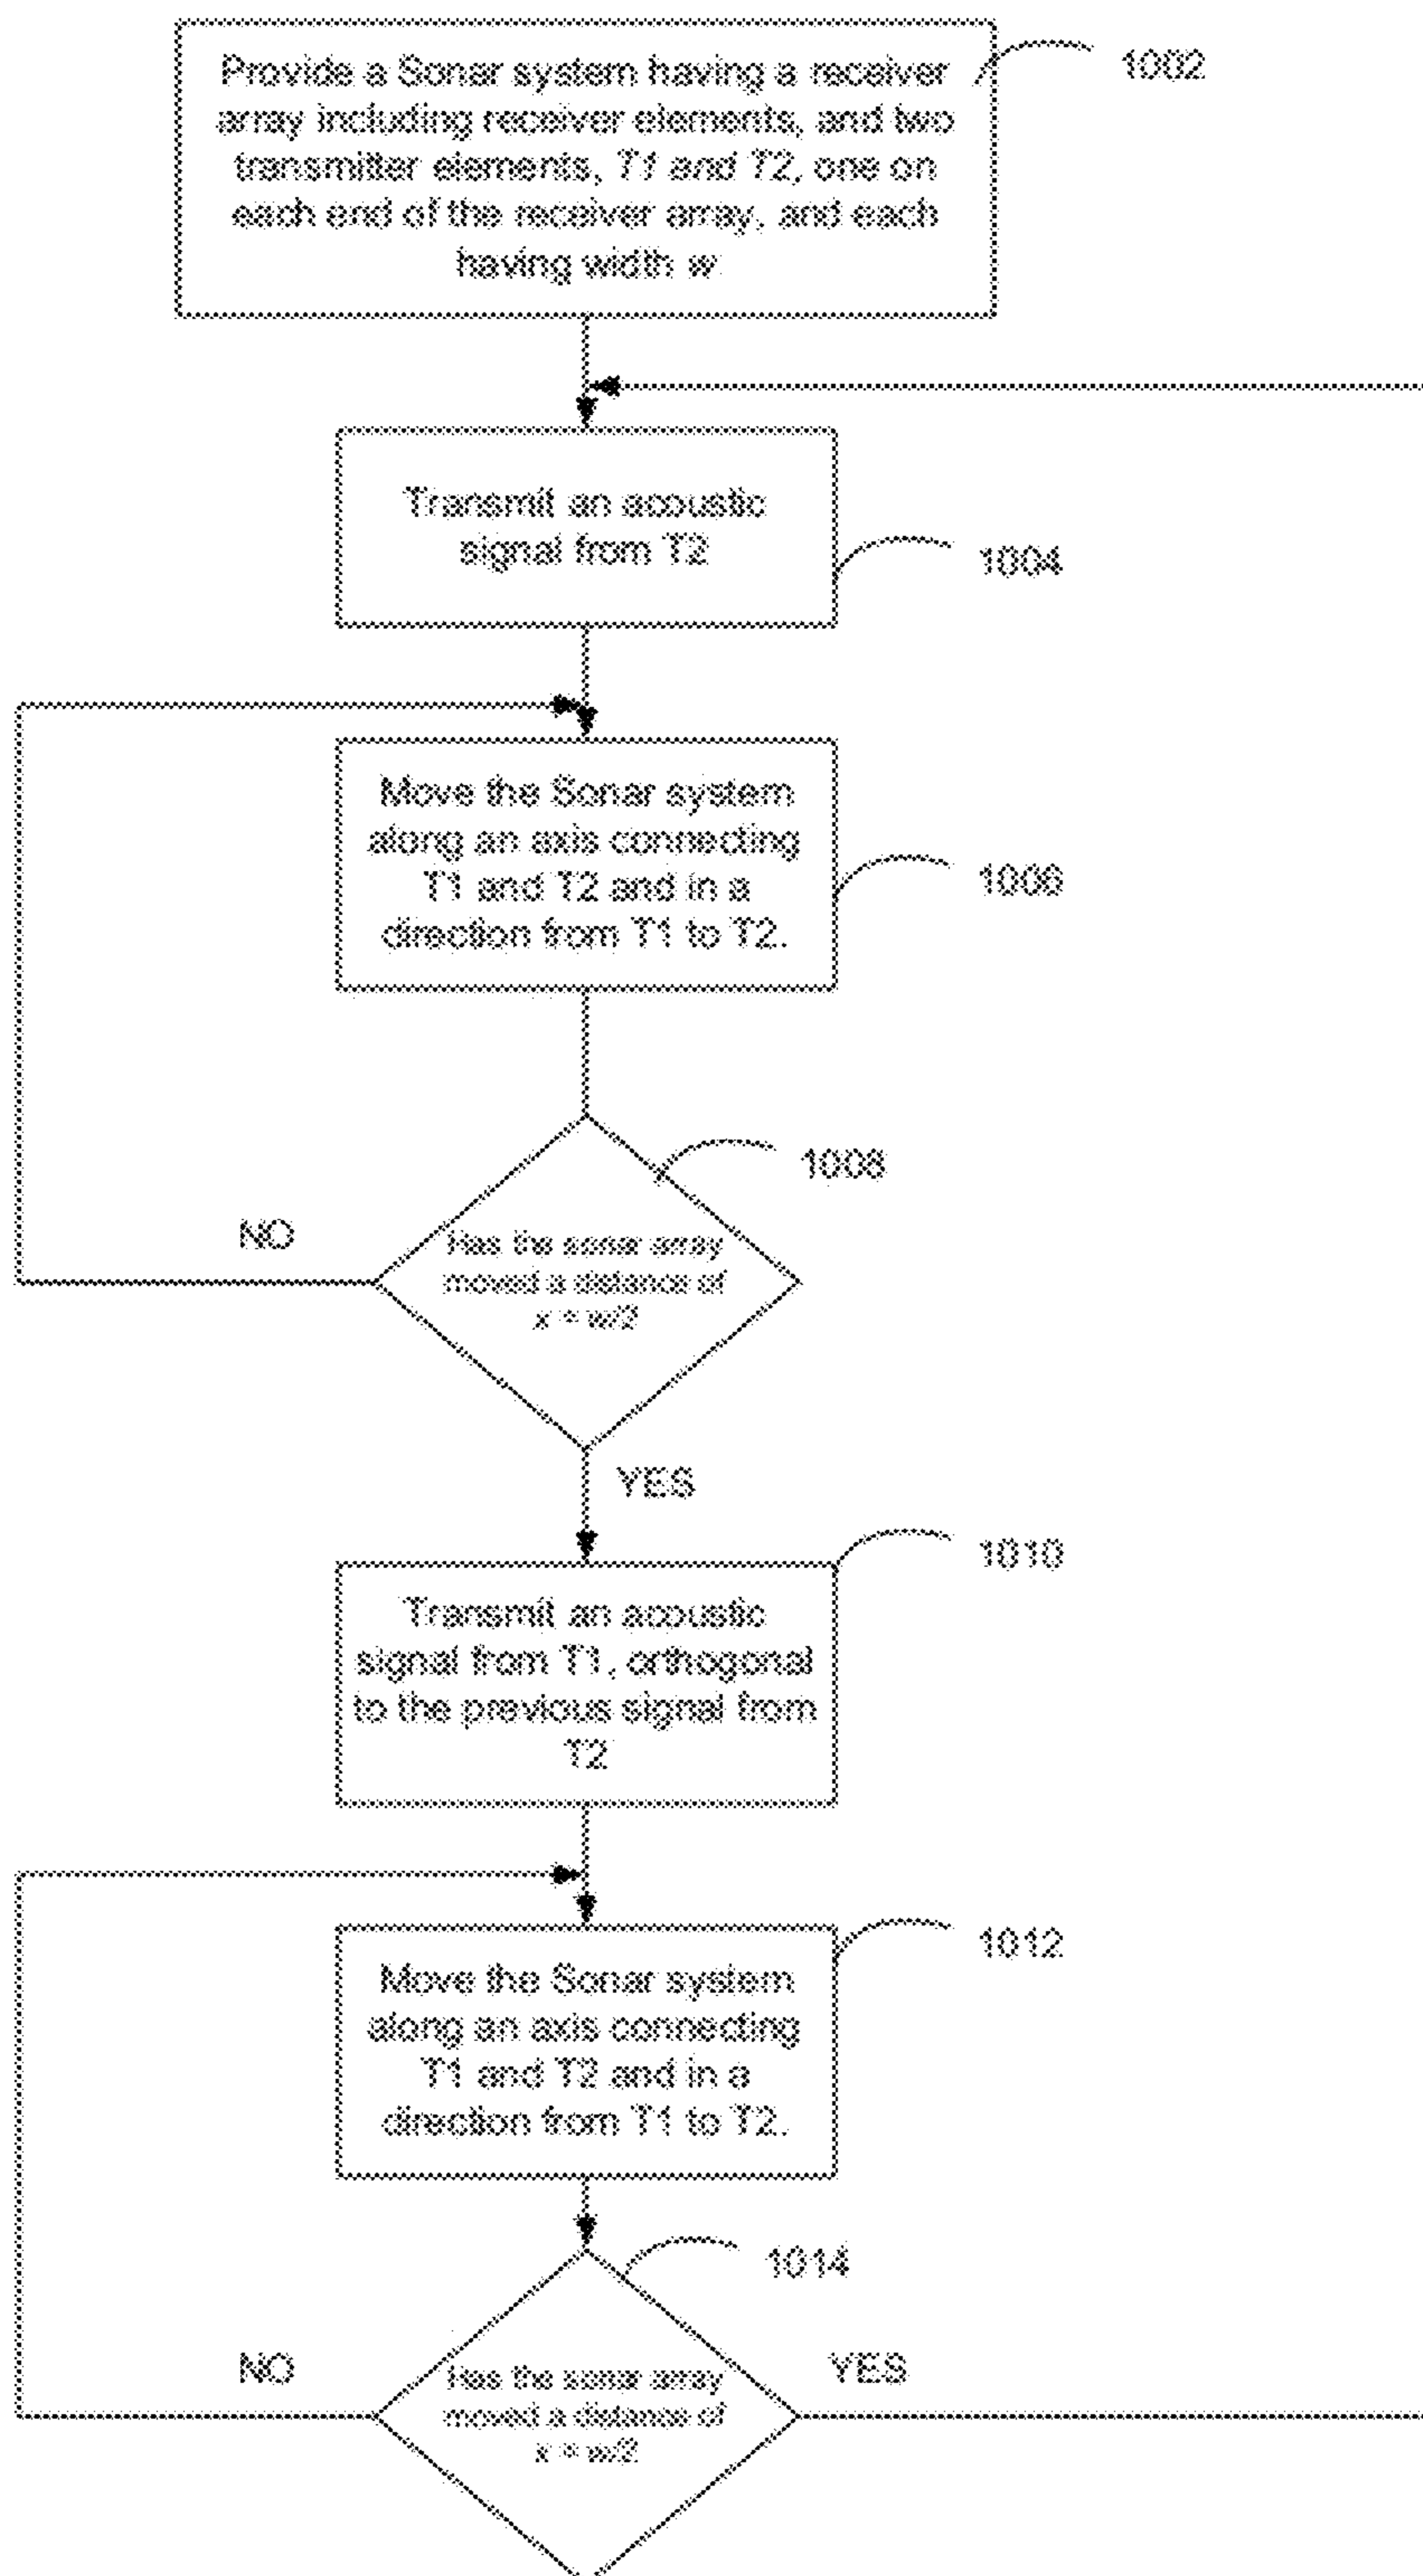 Provide a Sonar system having a receiver
array including receiver elements, and two
transmitter elements, T1 and T2, one on
each end of the receiver array, and each
having width w
1002
Transmit an acoustic
signal from T2
1004
Move the Sonar system
along an axis connecting
T1 and T2 and in a
direction from T1 to T2.
1006
1008
NO
Has the sonar array
moved a distance of
x = w/2
YES
1010
Transmit an acoustic
signal from T1, orthogonal
to the previous signal from
T2
1012
Move the Sonar system
along an axis connecting
T1 and T2 and in a
direction from T1 to T2.
1014
NO
YES
Has the sonar array
moved a distance of
x = w/2